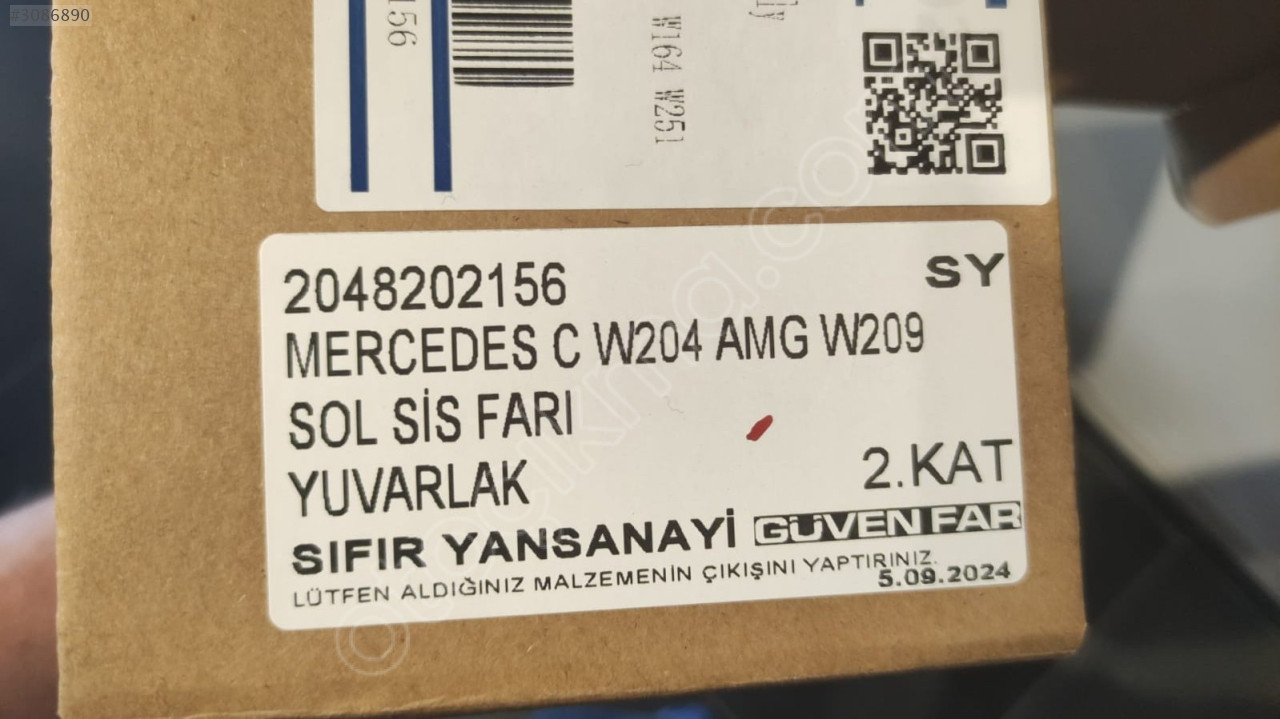 #3086890
156
W164 W251
2048202156
SY
MERCEDES C W204 AMG W209
SOL SİS FARI
YUVARLAK
2.KAT
SIFIR YANSANAYİ GÜVEN FAR
LÜTFEN ALDIĞINIZ MALZEMENİN ÇIKIŞINI YAPTIRINIZ.
5.09.2024